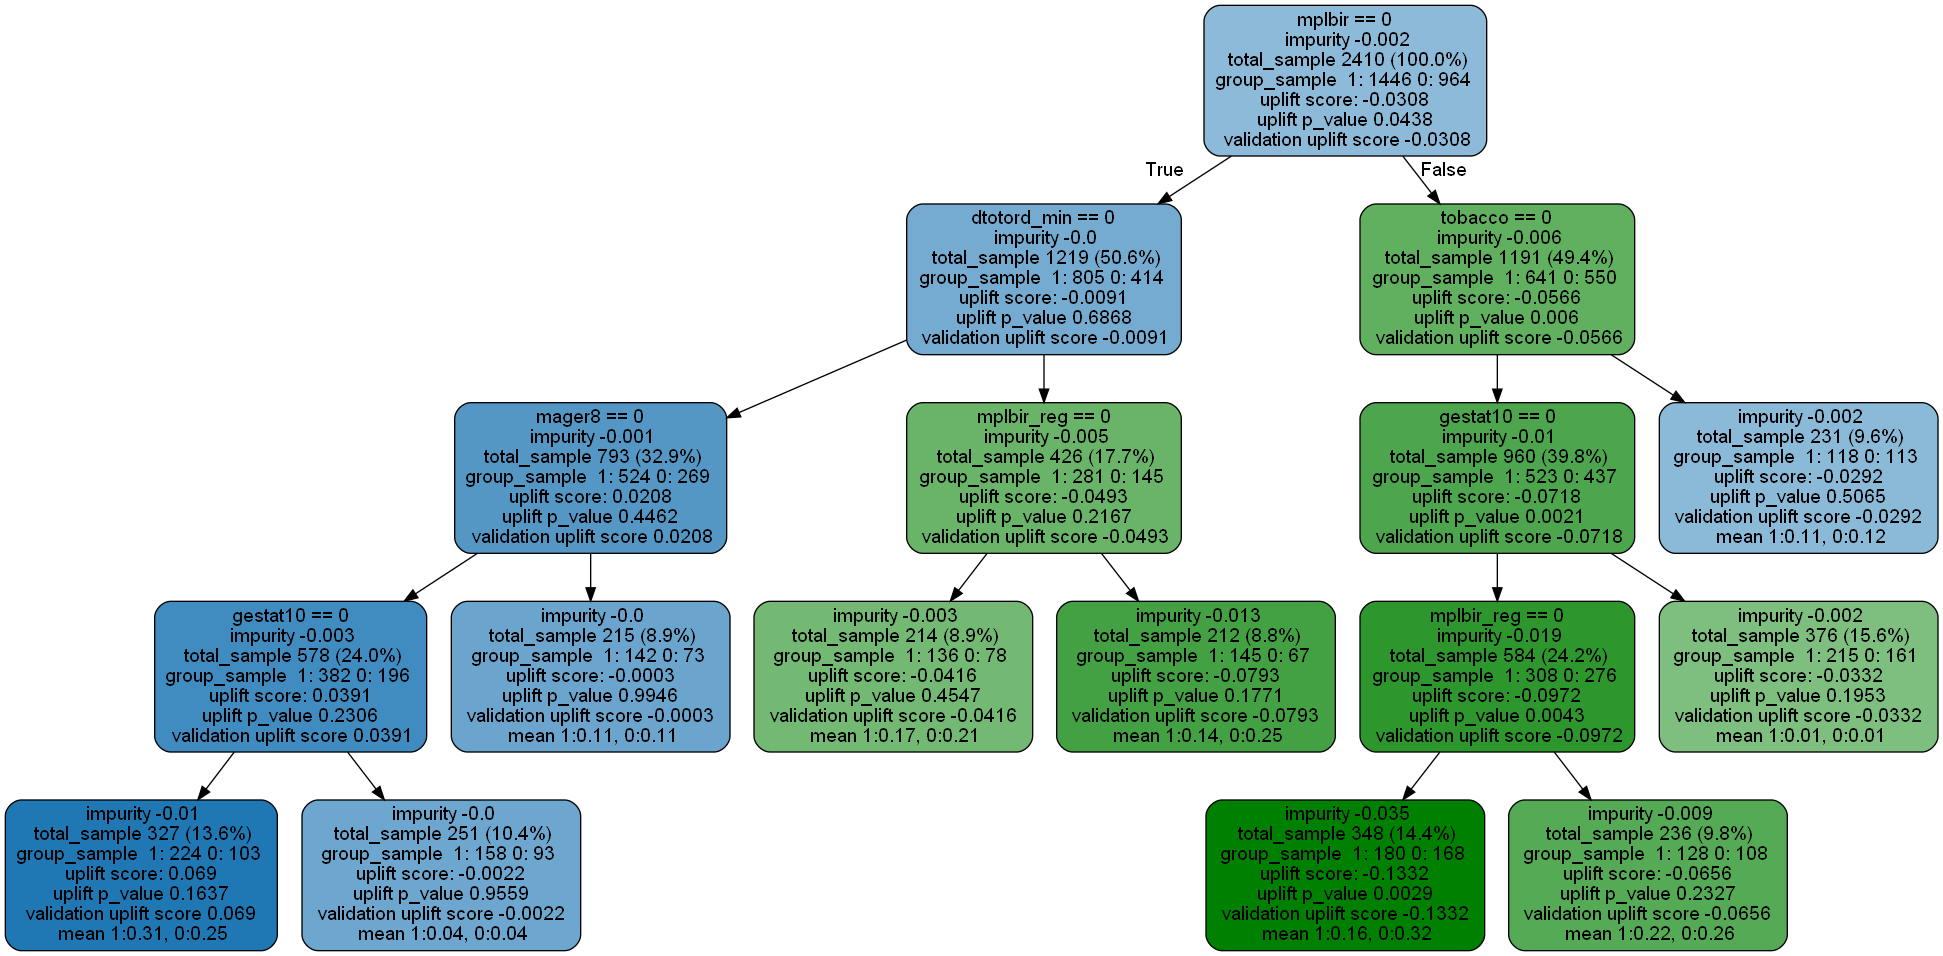 mplbir == 0
impurity -0.002
total_sample 2410 (100.0%)
group_sample 1: 1446 0: 964
uplift score: -0.0308
uplift p_value 0.0438
validation uplift score -0.0308
True
False
dtotord_min == 0
impurity -0.0
total_sample 1219 (50.6%)
group_sample 1: 805 0: 414
uplift score: -0.0091
uplift p_value 0.6868
validation uplift score -0.0091
tobacco == 0
impurity -0.006
total_sample 1191 (49.4%)
group_sample 1: 641 0: 550
uplift score: -0.0566
uplift p_value 0.006
validation uplift score -0.0566
mager8 == 0
impurity -0.001
total_sample 793 (32.9%)
group_sample 1: 524 0: 269
uplift score: 0.0208
uplift p_value 0.4462
validation uplift score 0.0208
mplbir_reg == 0
impurity -0.005
total_sample 426 (17.7%)
group_sample 1: 281 0: 145
uplift score: -0.0493
uplift p_value 0.2167
validation uplift score -0.0493
gestat10 == 0
impurity -0.01
total_sample 960 (39.8%)
group_sample 1: 523 0: 437
uplift score: -0.0718
uplift p_value 0.0021
validation uplift score -0.0718
impurity -0.002
total_sample 231 (9.6%)
group_sample 1: 118 0: 113
uplift score: -0.0292
uplift p_value 0.5065
validation uplift score -0.0292
mean 1:0.11, 0:0.12
gestat10 == 0
impurity -0.003
total_sample 578 (24.0%)
group_sample 1: 382 0: 196
uplift score: 0.0391
uplift p_value 0.2306
validation uplift score 0.0391
impurity -0.0
total_sample 215 (8.9%)
group_sample 1: 142 0: 73
uplift score: -0.0003
uplift p_value 0.9946
validation uplift score -0.0003
mean 1:0.11, 0:0.11
impurity -0.003
total_sample 214 (8.9%)
group_sample 1: 136 0: 78
uplift score: -0.0416
uplift p_value 0.4547
validation uplift score -0.0416
mean 1:0.17, 0:0.21
impurity -0.013
total_sample 212 (8.8%)
group_sample 1: 145 0: 67
uplift score: -0.0793
uplift p_value 0.1771
validation uplift score -0.0793
mean 1:0.14, 0:0.25
mplbir_reg == 0
impurity -0.019
total_sample 584 (24.2%)
group_sample 1: 308 0: 276
uplift score: -0.0972
uplift p_value 0.0043
validation uplift score -0.0972
impurity -0.002
total_sample 376 (15.6%)
group_sample 1: 215 0: 161
uplift score: -0.0332
uplift p_value 0.1953
validation uplift score -0.0332
mean 1:0.01, 0:0.01
impurity -0.01
total_sample 327 (13.6%)
group_sample 1: 224 0: 103
uplift score: 0.069
uplift p_value 0.1637
validation uplift score 0.069
mean 1:0.31, 0:0.25
impurity -0.0
total_sample 251 (10.4%)
group_sample 1: 158 0: 93
uplift score: -0.0022
uplift p_value 0.9559
validation uplift score -0.0022
mean 1:0.04, 0:0.04
impurity -0.035
total_sample 348 (14.4%)
group_sample 1: 180 0: 168
uplift score: -0.1332
uplift p_value 0.0029
validation uplift score -0.1332
mean 1:0.16, 0:0.32
impurity -0.009
total_sample 236 (9.8%)
group_sample 1: 128 0: 108
uplift score: -0.0656
uplift p_value 0.2327
validation uplift score -0.0656
mean 1:0.22, 0:0.26